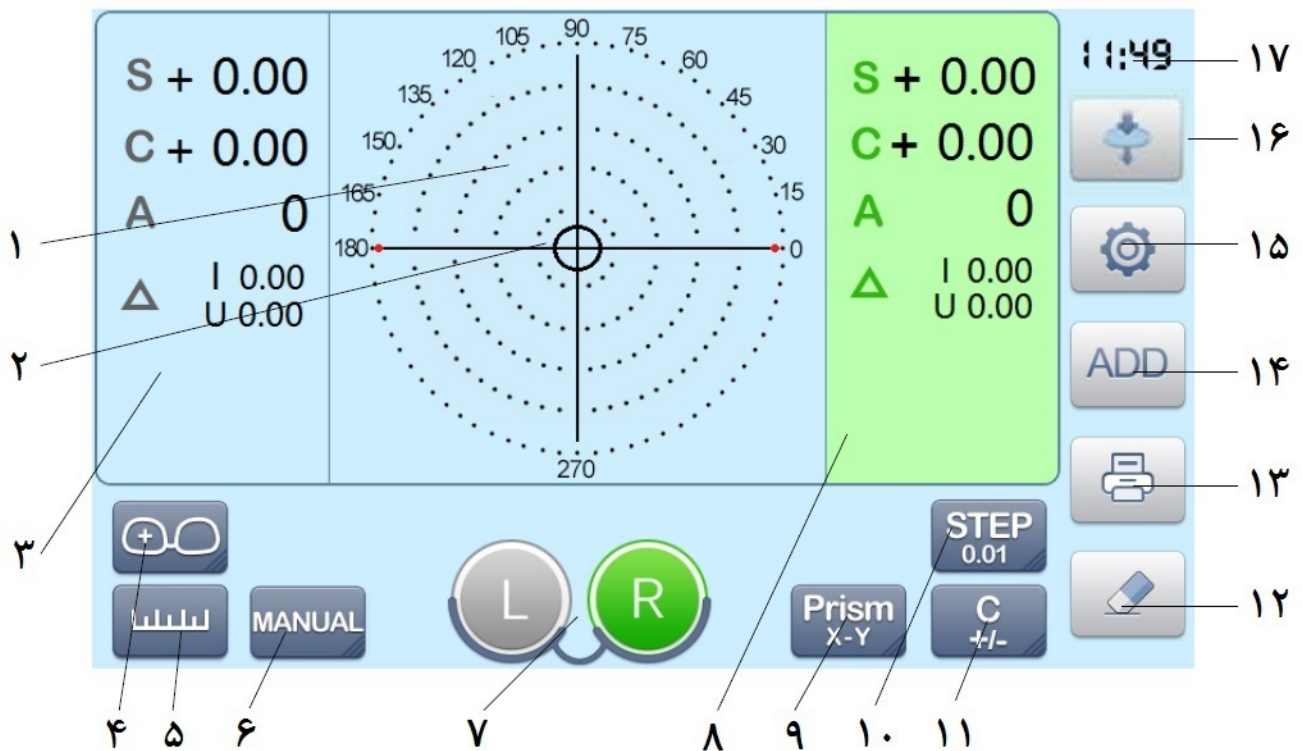 S + 0.00
C + 0.00
A 0
Δ I 0.00
U 0.00
90
105
75
120
60
135
45
150
30
165
15
180
0
270
S + 0.00
C + 0.00
A 0
Δ I 0.00
U 0.00
11:49
ADD
STEP
0.01
MANUAL
L
R
Prism
X-Y
C
+/-
۱
۲
۳
۴
۵
۶
۷
۸
۹
۱۰
۱۱
۱۲
۱۳
۱۴
۱۵
۱۶
۱۷